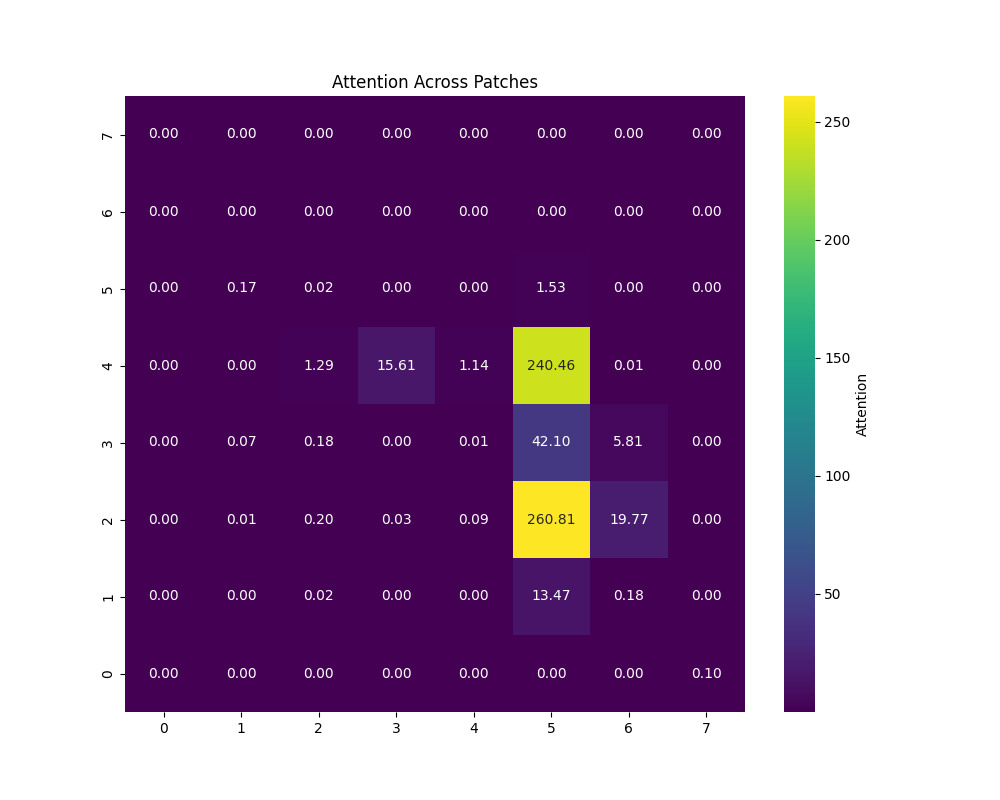 Attention Across Patches
7 0.00 0.00 0.00 0.00 0.00 0.00 0.00 0.00
6 0.00 0.00 0.00 0.00 0.00 0.00 0.00 0.00
5 0.00 0.17 0.02 0.00 0.00 1.53 0.00 0.00
4 0.00 0.00 1.29 15.61 1.14 240.46 0.01 0.00
3 0.00 0.07 0.18 0.00 0.01 42.10 5.81 0.00
2 0.00 0.01 0.20 0.03 0.09 260.81 19.77 0.00
1 0.00 0.00 0.02 0.00 0.00 13.47 0.18 0.00
0 0.00 0.00 0.00 0.00 0.00 0.00 0.00 0.10
0 1 2 3 4 5 6 7
250
200
150
100
50
Attention